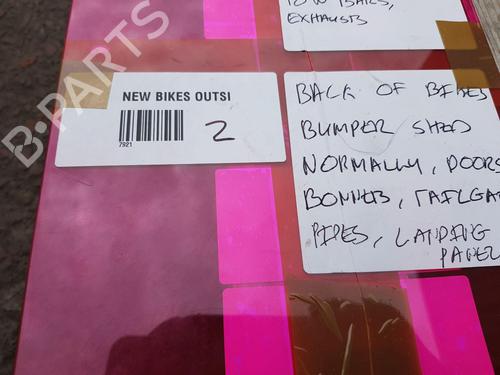 TOW BARS,
EXHAUSTS
B-PARTS
NEW BIKES OUTSI
7921
2
BACK OF BIKES
BUMPER SHED
NORMALLY, DOORS
BONNETS, TAILGA
PIPES, LANDING
PANEL